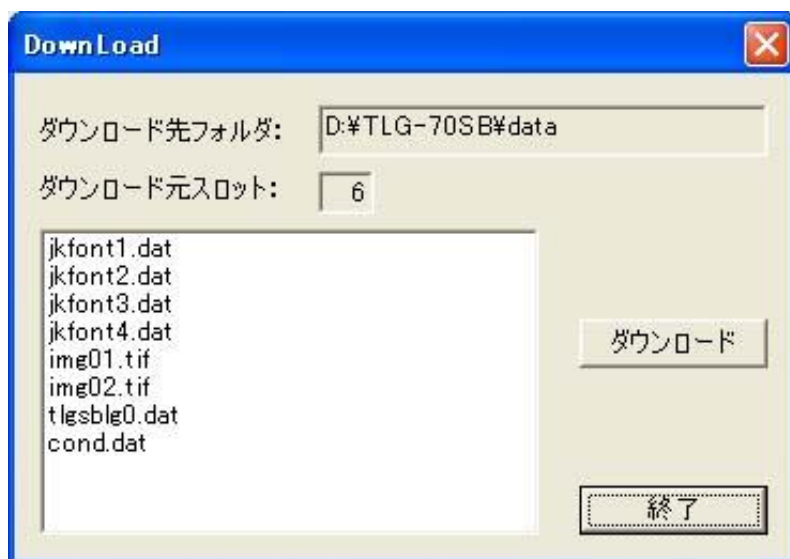 DownLoad
ダウンロード先フォルダ: D:¥TLG-70SB¥data
ダウンロード元スロット: 6
jkfont1.dat
jkfont2.dat
jkfont3.dat
jkfont4.dat
img01.tif
img02.tif
tlgsblg0.dat
cond.dat
ダウンロード
終了